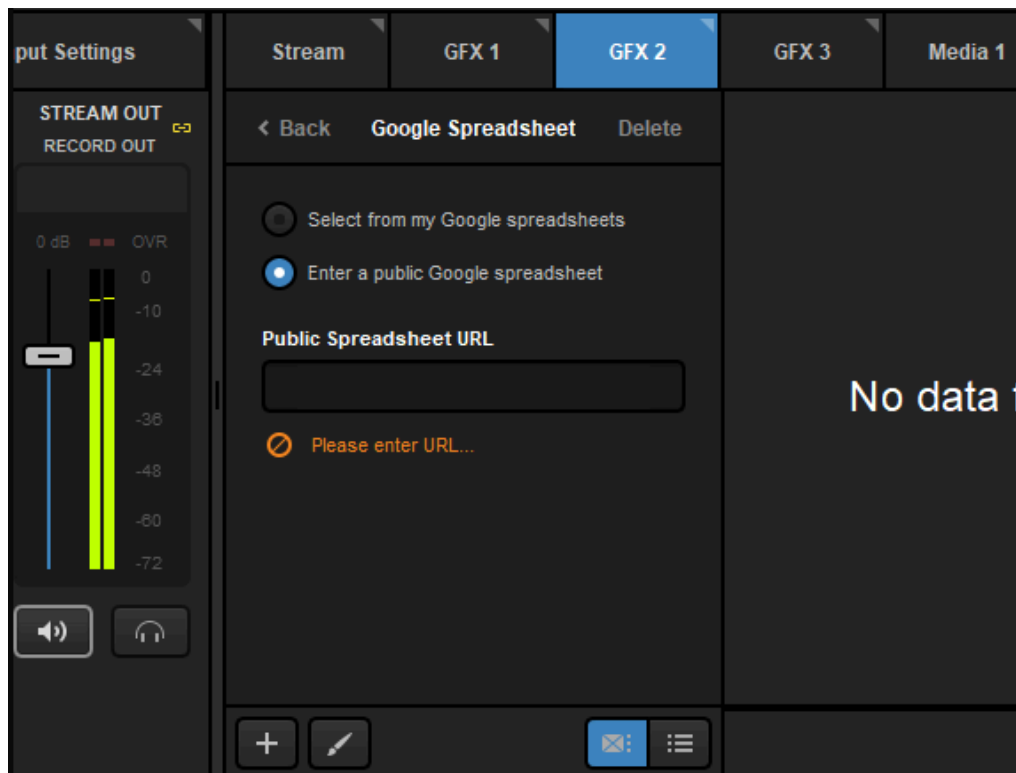 put Settings
Stream
GFX 1
GFX 2
GFX 3
Media 1
STREAM OUT
RECORD OUT
0 dB
OVR
0
-10
-24
-36
-48
-60
-72
Back
Google Spreadsheet
Delete
Select from my Google spreadsheets
Enter a public Google spreadsheet
Public Spreadsheet URL
Please enter URL...
No data